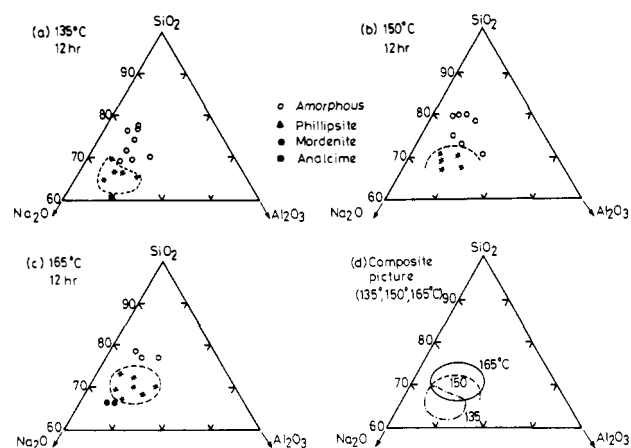 SiO2
(a) 135°C
12 hr
90
80
70
60
Na2O
Al2O3
○ Amorphous
▲ Phillipsite
● Mordenite
● Analcime
SiO2
(b) 150°C
12 hr
90
80
70
60
Na2O
Al2O3
SiO2
(c) 165°C
12 hr
90
80
70
60
Na2O
Al2O3
SiO2
(d) Composite
picture
(135°, 150°, 165°C)
90
80
70
60
165°C
150
135
Na2O
Al2O3